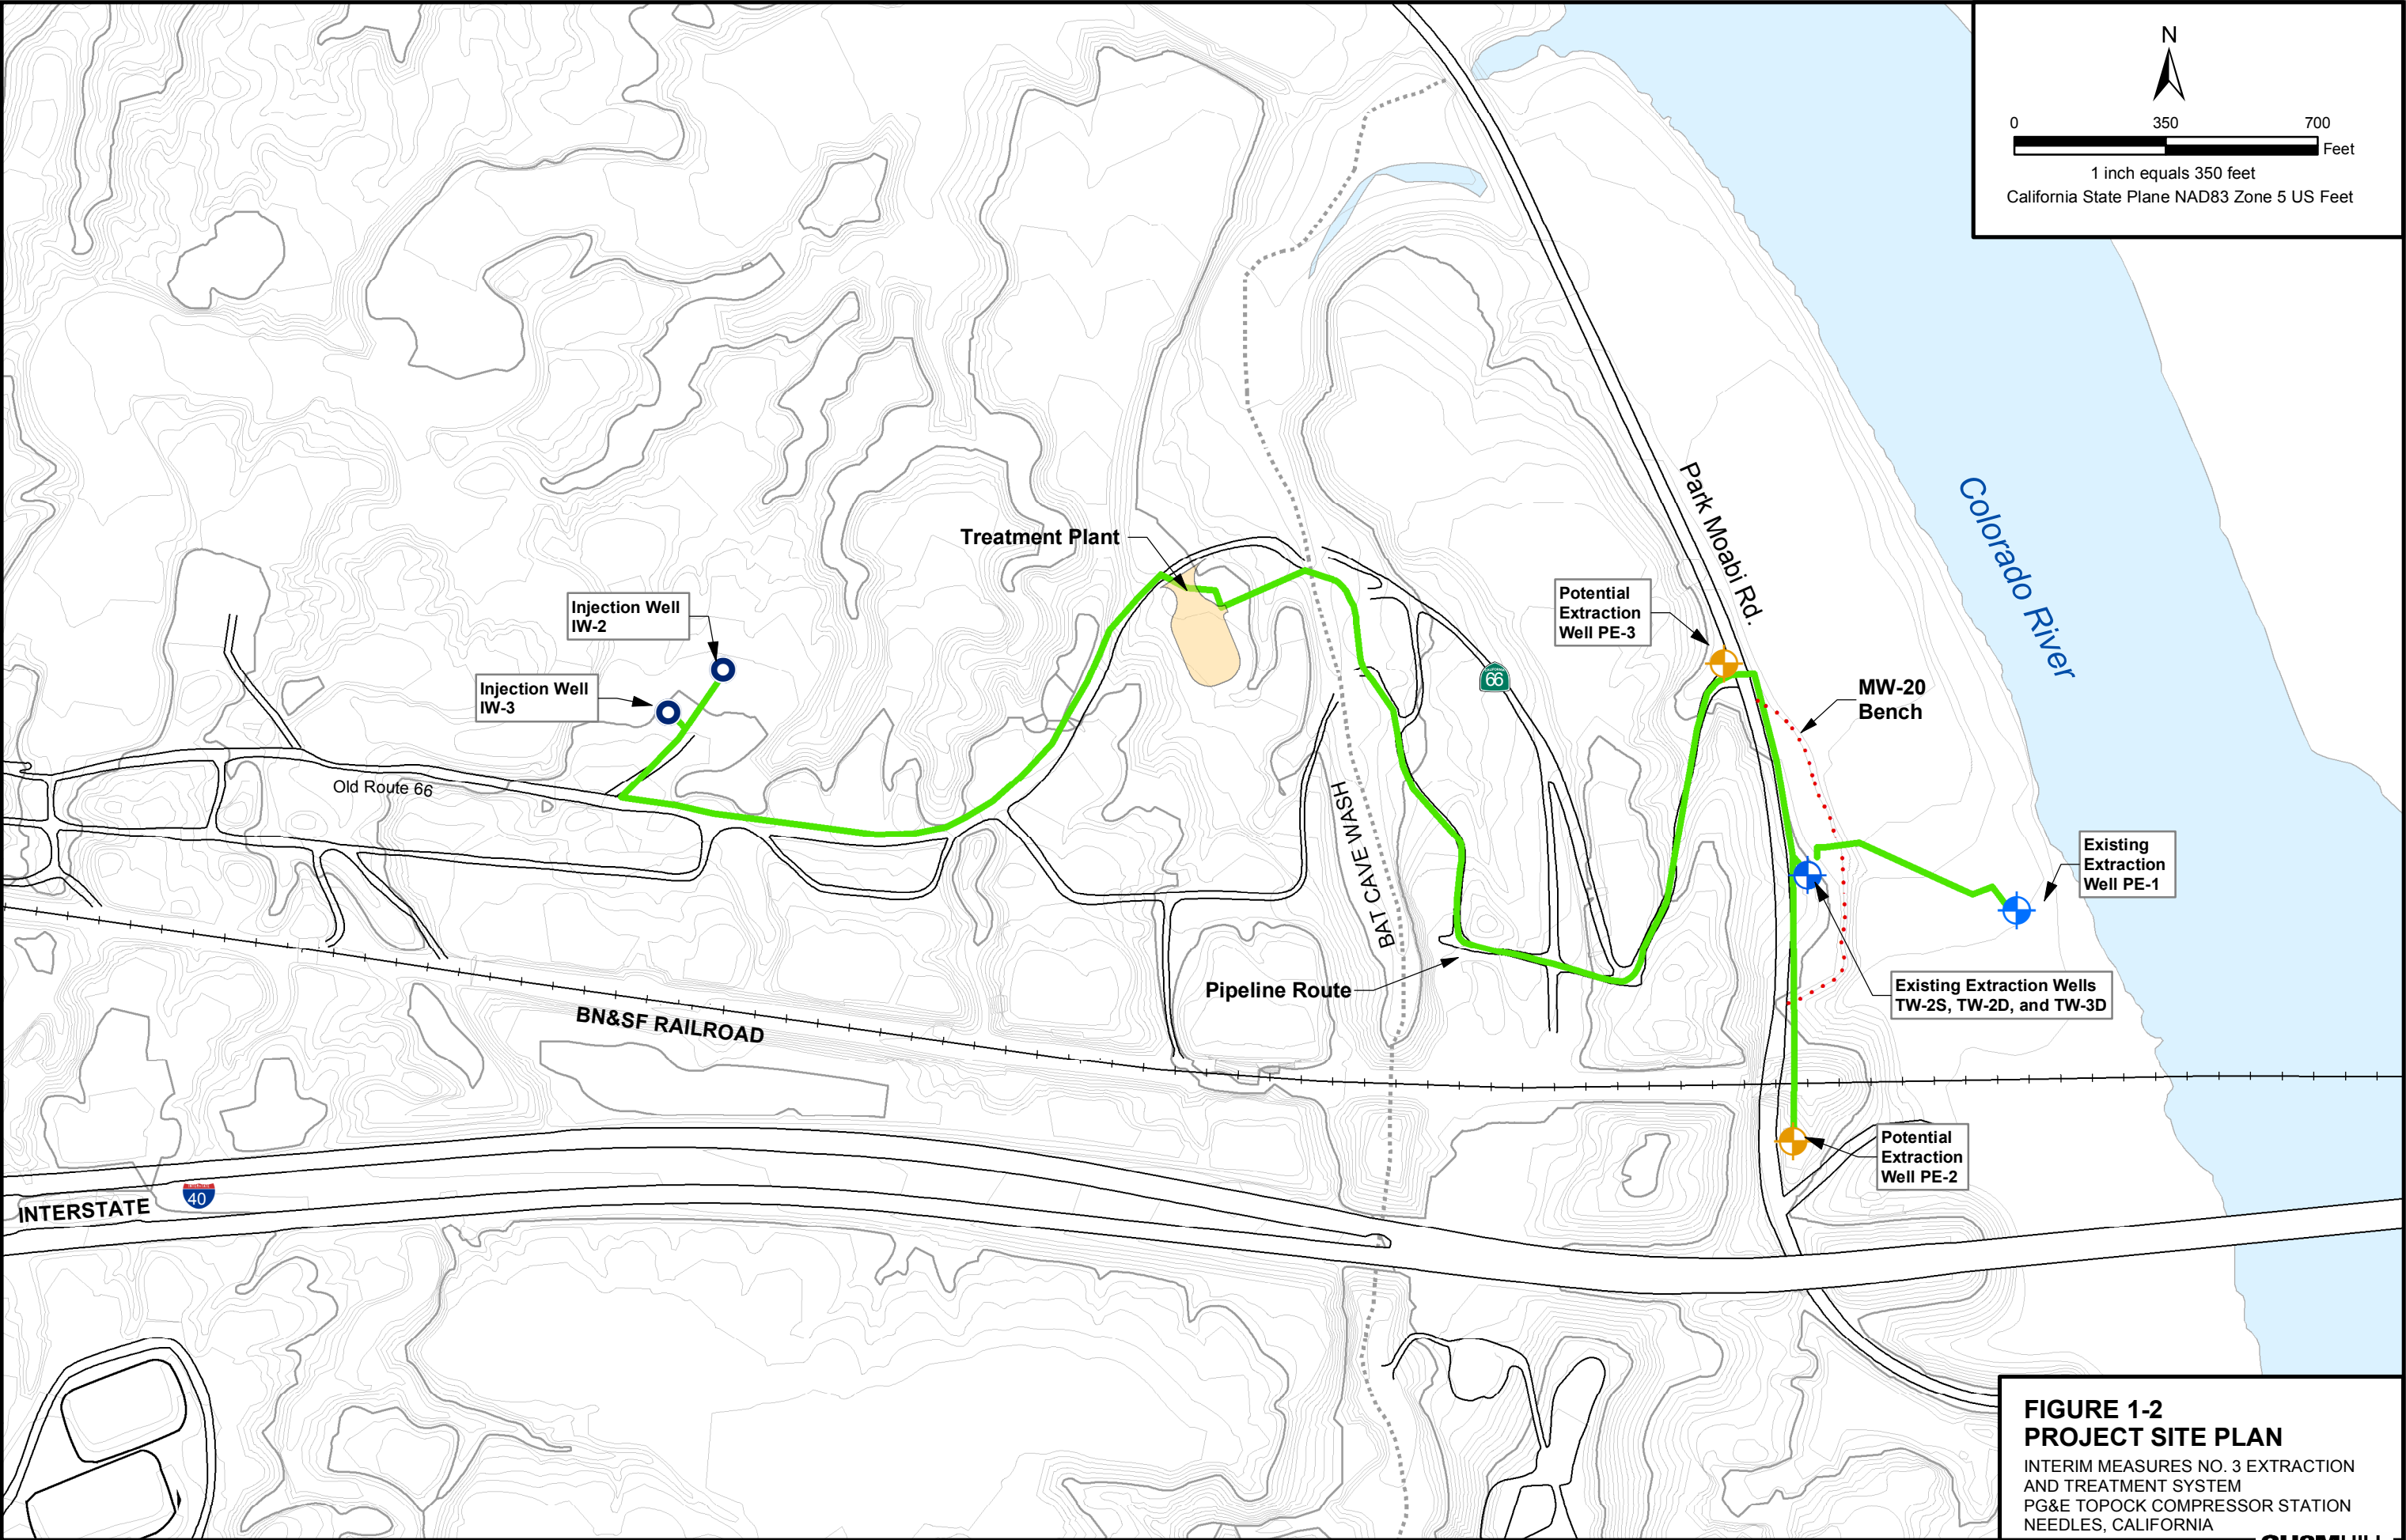 N
0 350 700
Feet
1 inch equals 350 feet
California State Plane NAD83 Zone 5 US Feet
Park Moabi Rd.
Colorado River
Treatment Plant
Potential
Extraction
Well PE-3
Injection Well
IW-2
Injection Well
IW-3
CALIFORNIA
66
MW-20
Bench
Old Route 66
BAT CAVE WASH
Existing
Extraction
Well PE-1
Pipeline Route
Existing Extraction Wells
TW-2S, TW-2D, and TW-3D
BN&SF RAILROAD
Potential
Extraction
Well PE-2
INTERSTATE
40
FIGURE 1-2
PROJECT SITE PLAN
INTERIM MEASURES NO. 3 EXTRACTION
AND TREATMENT SYSTEM
PG&E TOPOCK COMPRESSOR STATION
NEEDLES, CALIFORNIA